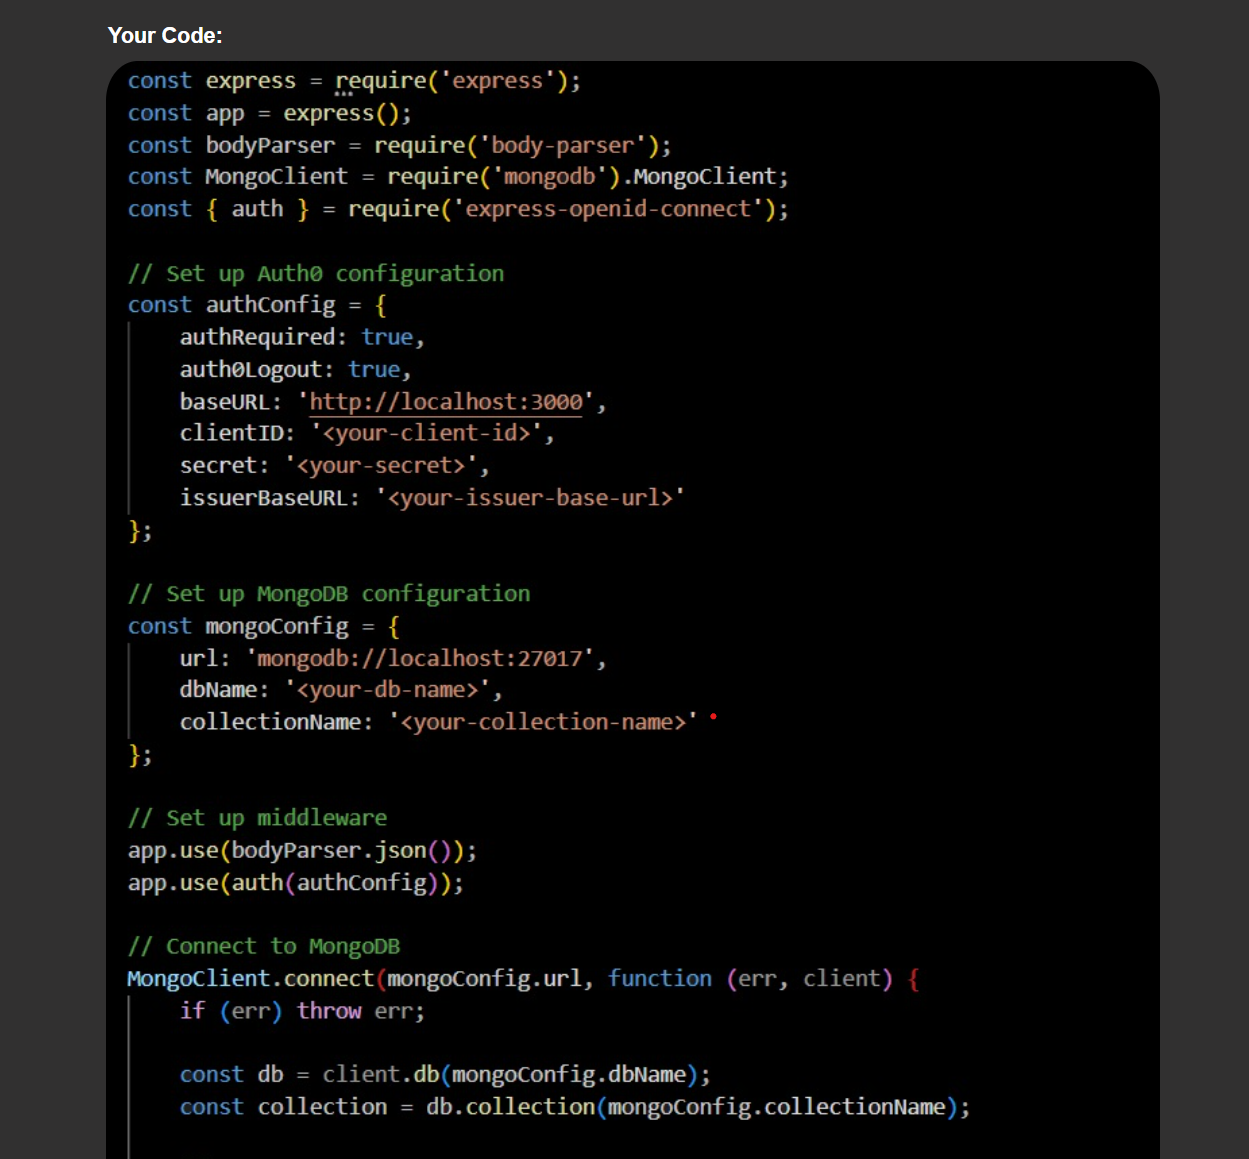 Your Code:
const express = require('express');
const app = express();
const bodyParser = require('body-parser');
const MongoClient = require('mongodb').MongoClient;
const { auth } = require('express-openid-connect');
// Set up Auth0 configuration
const authConfig = {
authRequired: true,
auth0Logout: true,
baseURL: 'http://localhost:3000',
clientID: '<your-client-id>',
secret: '<your-secret>',
issuerBaseURL: '<your-issuer-base-url>'
};
// Set up MongoDB configuration
const mongoConfig = {
url: 'mongodb://localhost:27017',
dbName: '<your-db-name>',
collectionName: '<your-collection-name>'
};
// Set up middleware
app.use(bodyParser.json());
app.use(auth(authConfig));
// Connect to MongoDB
MongoClient.connect(mongoConfig.url, function (err, client) {
if (err) throw err;
const db = client.db(mongoConfig.dbName);
const collection = db.collection(mongoConfig.collectionName);